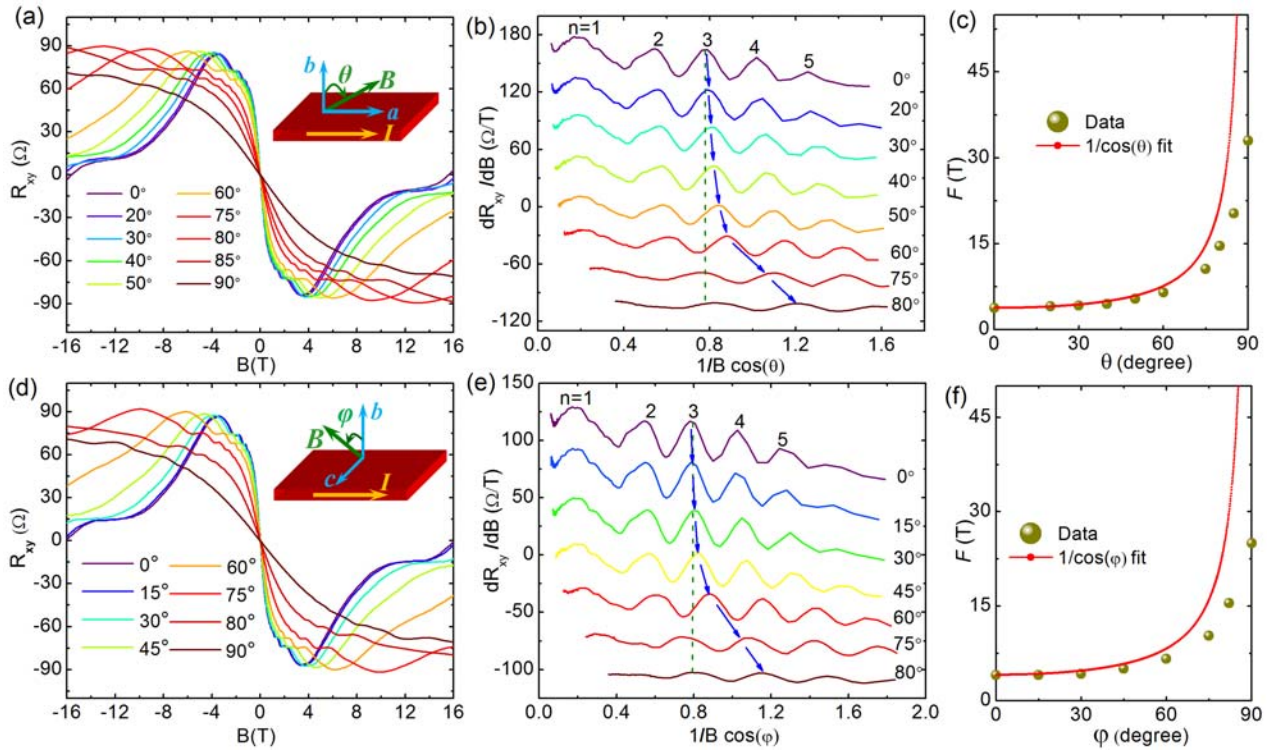 (a)
R_xy (Ω)
90
60
30
0
-30
-60
-90
-16 -12 -8 -4 0 4 8 12 16
B(T)
b θ B
a
I
0° 60°
20° 75°
30° 80°
40° 85°
50° 90°
(b)
dR_xy /dB (Ω/T)
180
120
60
0
-60
-120
n=1 2 3 4 5
0°
20°
30°
40°
50°
60°
75°
80°
0.0 0.4 0.8 1.2 1.6
1/B cos(θ)
(c)
F (T)
45
30
15
0
Data
1/cos(θ) fit
0 30 60 90
θ (degree)
(d)
R_xy (Ω)
90
60
30
0
-30
-60
-90
-16 -12 -8 -4 0 4 8 12 16
B(T)
φ b
B
c I
0° 60°
15° 75°
30° 80°
45° 90°
(e)
dR_xy /dB (Ω/T)
150
100
50
0
-50
-100
n=1 2 3 4 5
0°
15°
30°
45°
60°
75°
80°
0.0 0.4 0.8 1.2 1.6 2.0
1/B cos(φ)
(f)
F (T)
45
30
15
0
Data
1/cos(φ) fit
0 30 60 90
φ (degree)